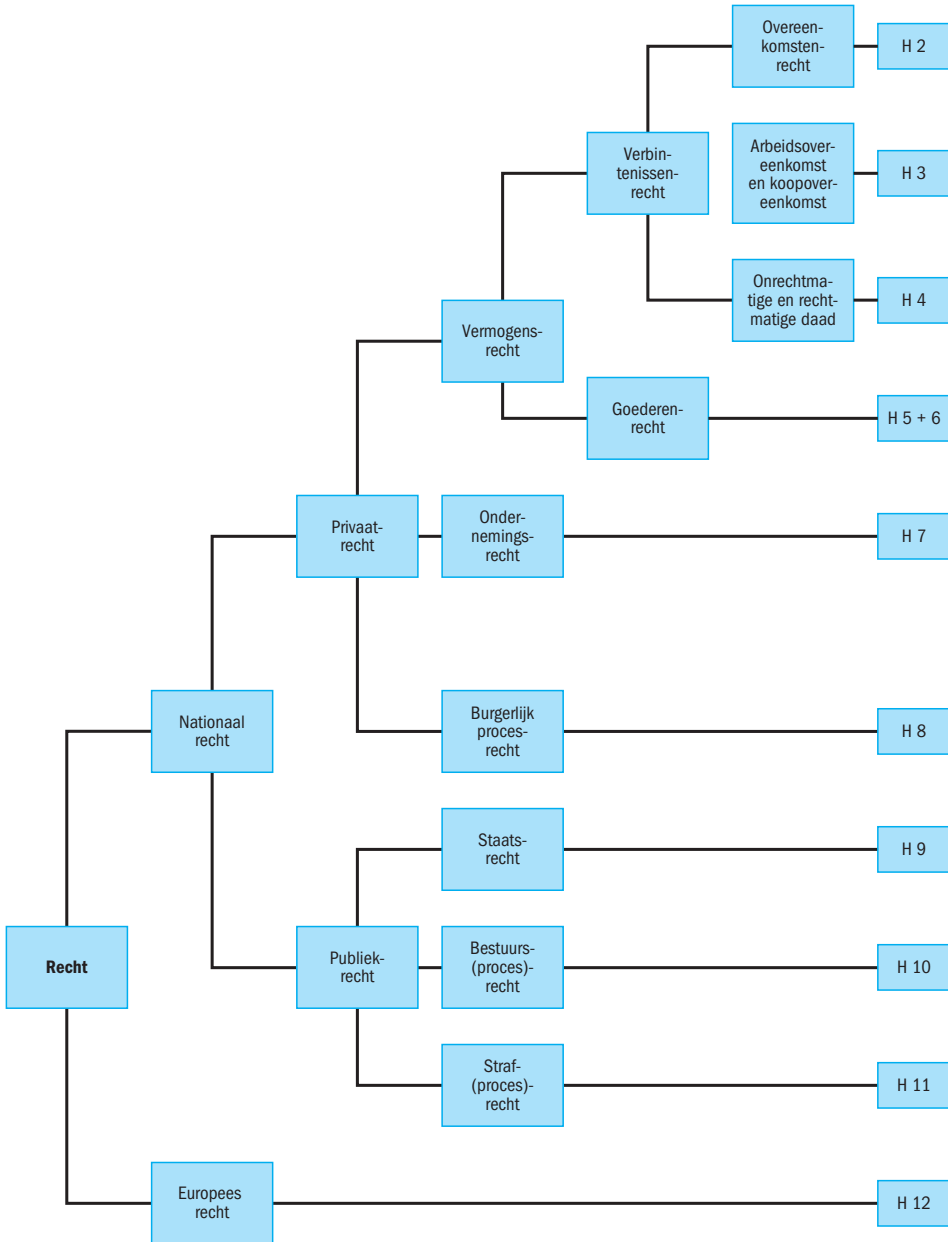 Overeen-
komsten-
recht
H 2
Verbin-
tenissen-
recht
Arbeidsover-
eenkomst
en koopover-
eenkomst
H 3
Onrechtma-
tige en recht-
matige daad
H 4
Vermogens-
recht
Goederen-
recht
H 5 + 6
Privaat-
recht
Onder-
nemings-
recht
H 7
Nationaal
recht
Burgerlijk
proces-
recht
H 8
Staats-
recht
H 9
Recht
Publiek-
recht
Bestuurs-
(proces)-
recht
H 10
Straf-
(proces)-
recht
H 11
Europees
recht
H 12